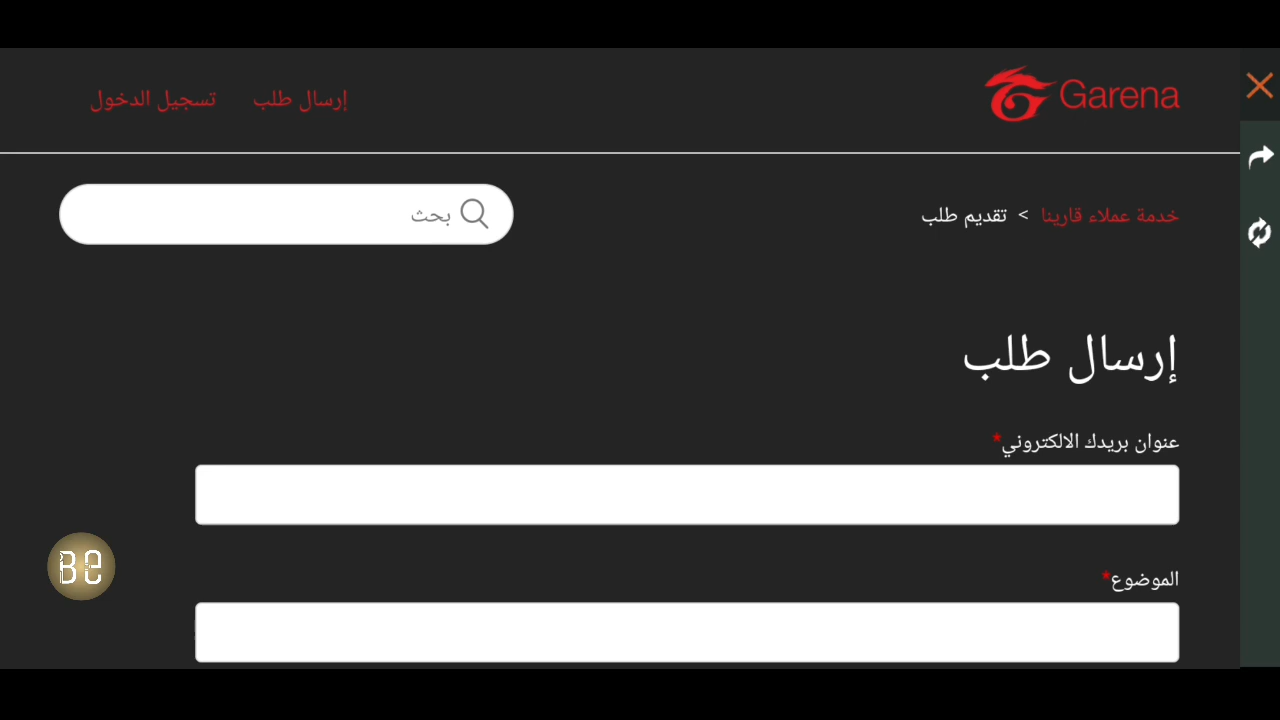 Garena
إرسال طلب
تسجيل الدخول
خدمة عملاء قارينا > تقديم طلب
بحث
إرسال طلب
عنوان بريدك الالكتروني*
الموضوع*